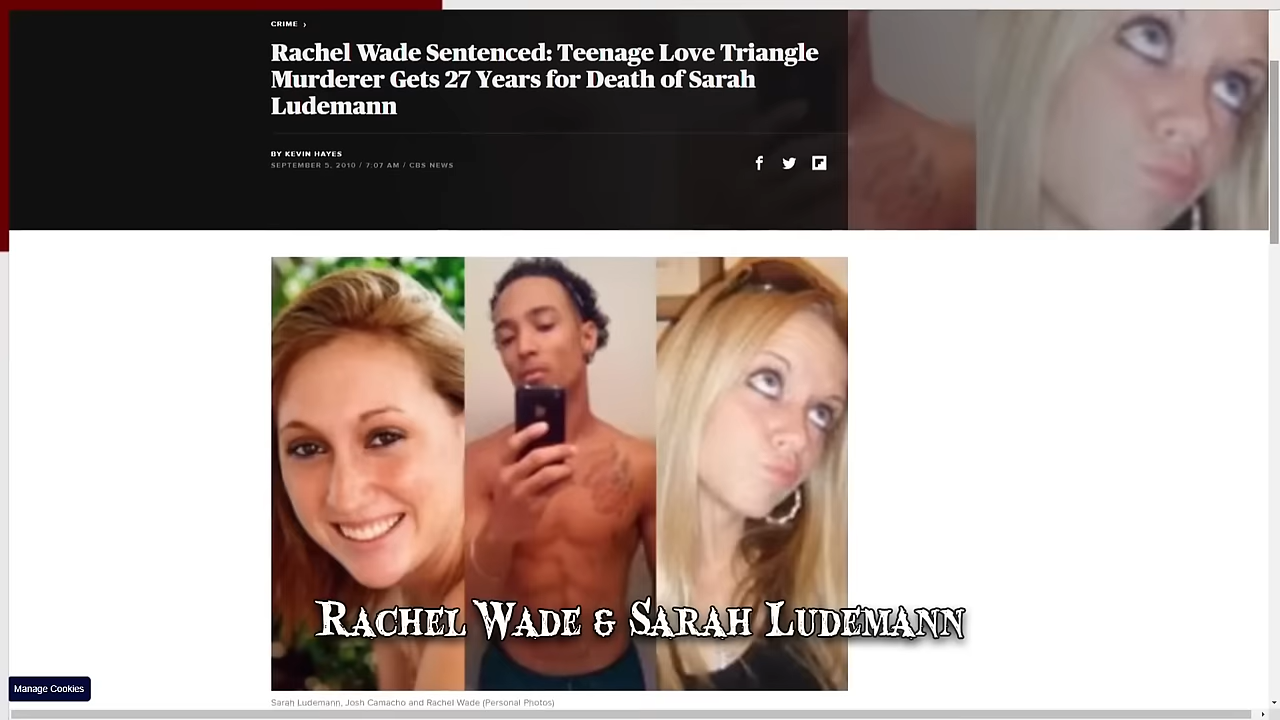 CRIME ›
Rachel Wade Sentenced: Teenage Love Triangle
Murderer Gets 27 Years for Death of Sarah
Ludemann
BY KEVIN HAYES
SEPTEMBER 5, 2010 / 7:07 AM / CBS NEWS
RACHEL WADE & SARAH LUDEMANN
Manage Cookies
Sarah Ludemann, Josh Camacho and Rachel Wade (Personal Photos)